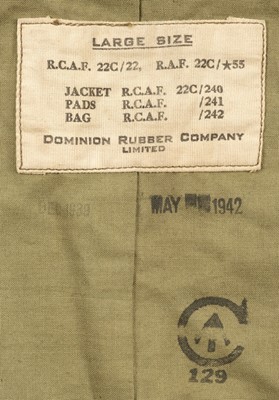 LARGE SIZE
R.C.A.F. 22C/22, R.A.F. 22C/★55
JACKET R.C.A.F. 22C/240
PADS R.C.A.F. /241
BAG R.C.A.F. /242
DOMINION RUBBER COMPANY
LIMITED
1939 MAY 1942
C
A
129